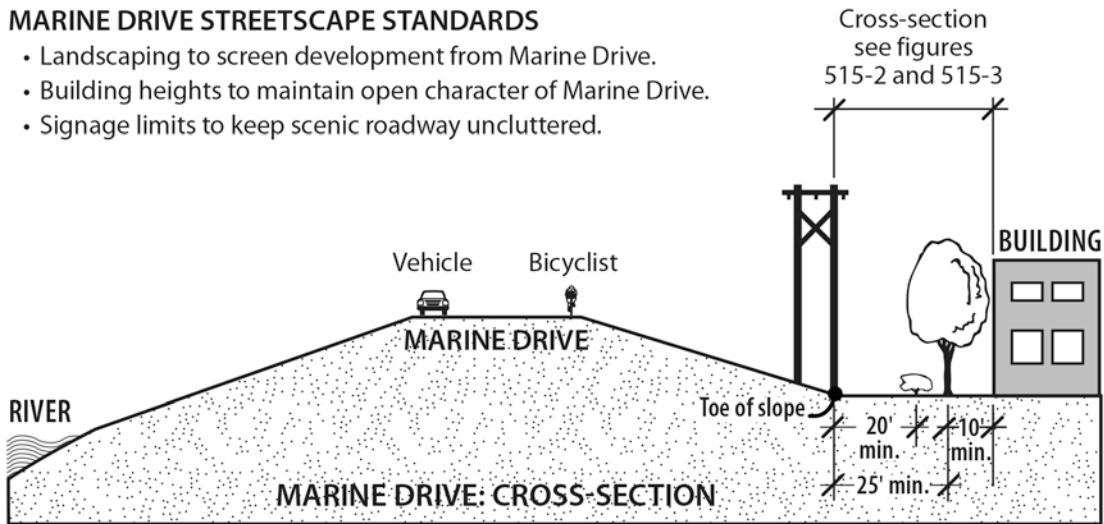 MARINE DRIVE STREETSCAPE STANDARDS
• Landscaping to screen development from Marine Drive.
• Building heights to maintain open character of Marine Drive.
• Signage limits to keep scenic roadway uncluttered.
Cross-section
see figures
515-2 and 515-3
BUILDING
Vehicle
Bicyclist
MARINE DRIVE
RIVER
Toe of slope
20'
min.
10'
min.
25' min.
MARINE DRIVE: CROSS-SECTION